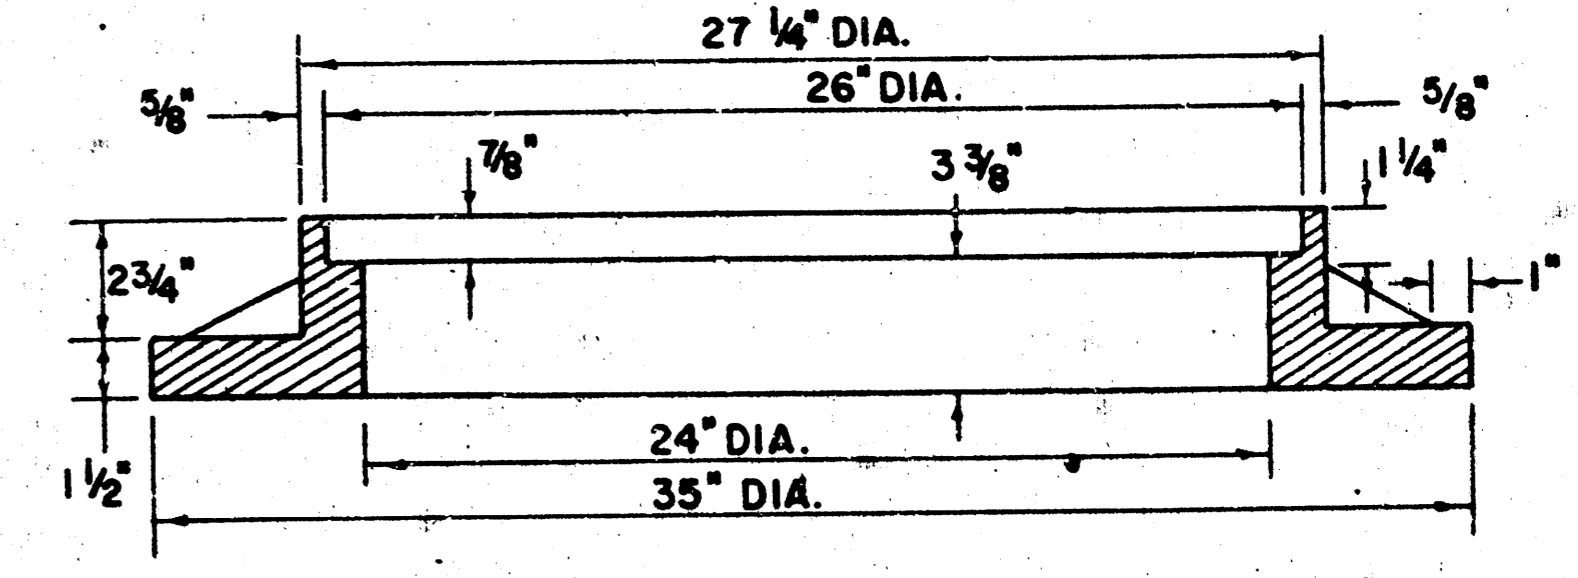 27 1/4" DIA.
26" DIA.
5/8"
5/8"
7/8"
3 3/8"
1 1/4"
2 3/4"
1"
24" DIA.
1 1/2"
35" DIA.